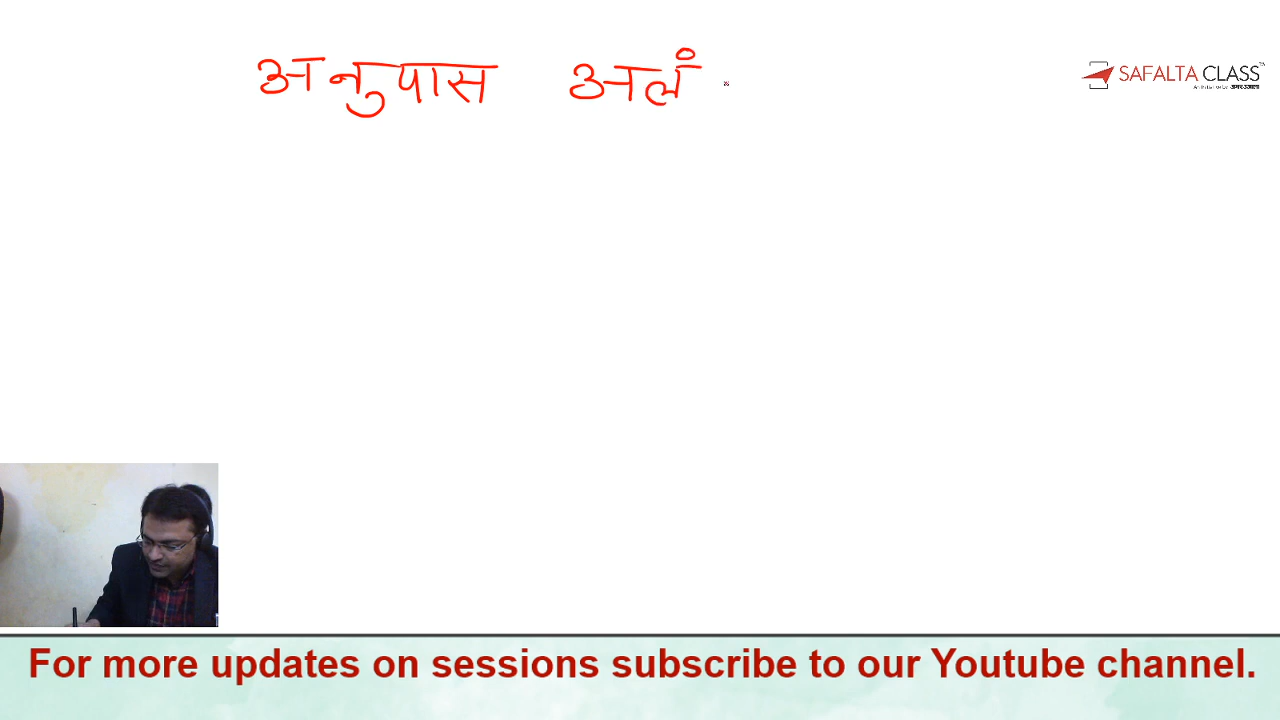 अनुपास अलं
SAFALTA CLASS
For more updates on sessions subscribe to our Youtube channel.